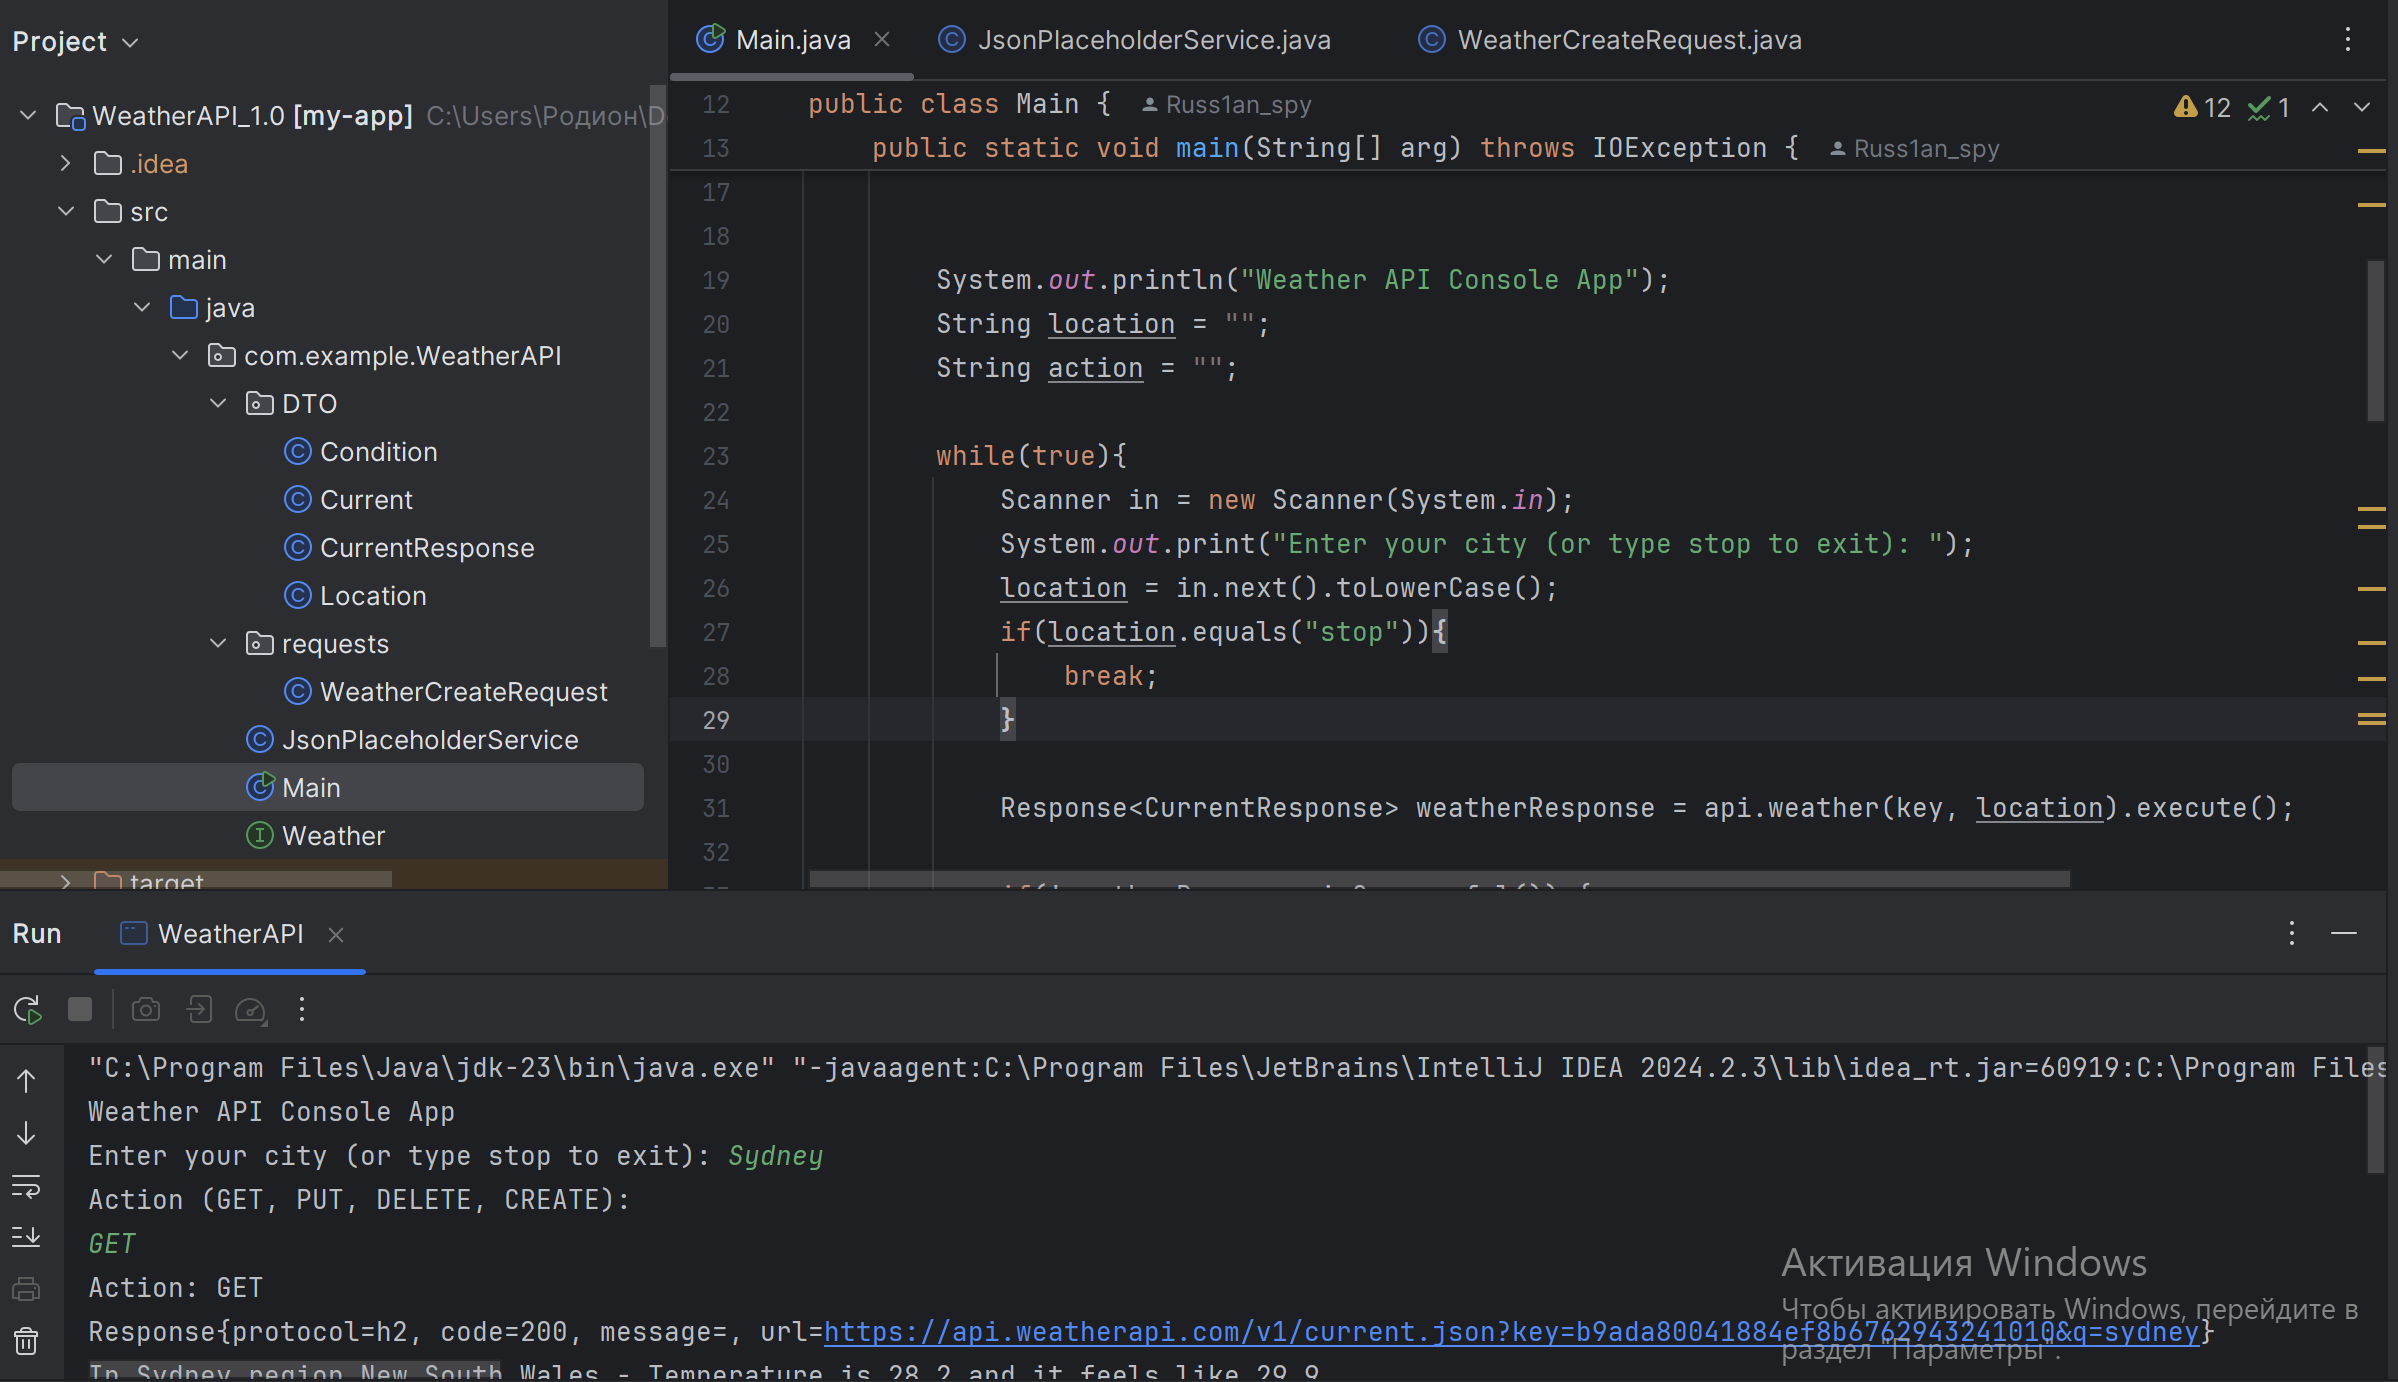 Project
WeatherAPI_1.0 [my-app] C:\Users\Родион\D
.idea
src
main
java
com.example.WeatherAPI
DTO
Condition
Current
CurrentResponse
Location
requests
WeatherCreateRequest
JsonPlaceholderService
Main
Weather
target
Main.java
JsonPlaceholderService.java
WeatherCreateRequest.java
12 1
12 public class Main { Russ1an_spy
13 public static void main(String[] arg) throws IOException { Russ1an_spy
17
18
19 System.out.println("Weather API Console App");
20 String location = "";
21 String action = "";
22
23 while(true){
24 Scanner in = new Scanner(System.in);
25 System.out.print("Enter your city (or type stop to exit): ");
26 location = in.next().toLowerCase();
27 if(location.equals("stop")){
28 break;
29 }
30
31 Response<CurrentResponse> weatherResponse = api.weather(key, location).execute();
32
Run WeatherAPI
"C:\Program Files\Java\jdk-23\bin\java.exe" "-javaagent:C:\Program Files\JetBrains\IntelliJ IDEA 2024.2.3\lib\idea_rt.jar=60919:C:\Program Files
Weather API Console App
Enter your city (or type stop to exit): Sydney
Action (GET, PUT, DELETE, CREATE):
GET
Action: GET
Response{protocol=h2, code=200, message=, url=https://api.weatherapi.com/v1/current.json?key=b9ada80041884ef8b6762943241010&q=sydney}
In Sydney region New South Wales - Temperature is 28.2 and it feels like 29.9
Активация Windows
Чтобы активировать Windows, перейдите в
раздел "Параметры".